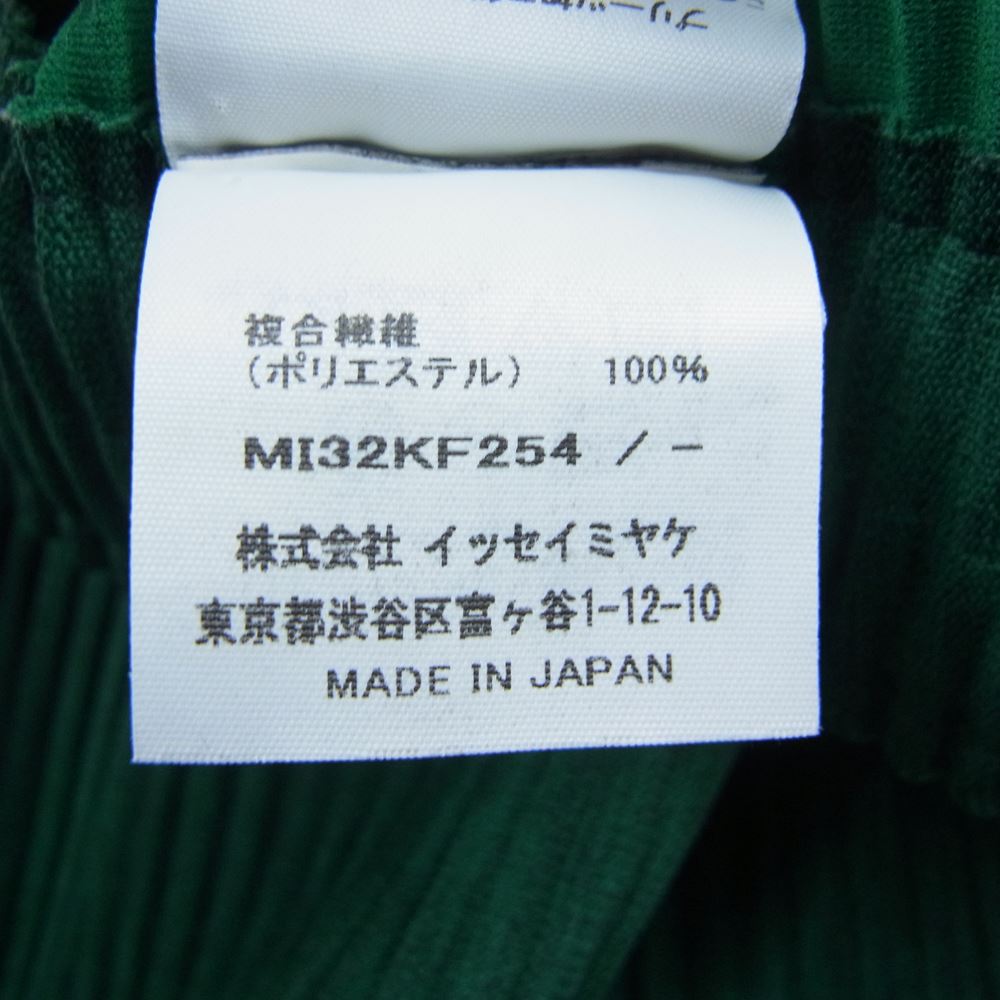 複合繊維
(ポリエステル) 100%
MI32KF254 / -
株式会社 イッセイミヤケ
東京都渋谷区富ヶ谷1-12-10
MADE IN JAPAN